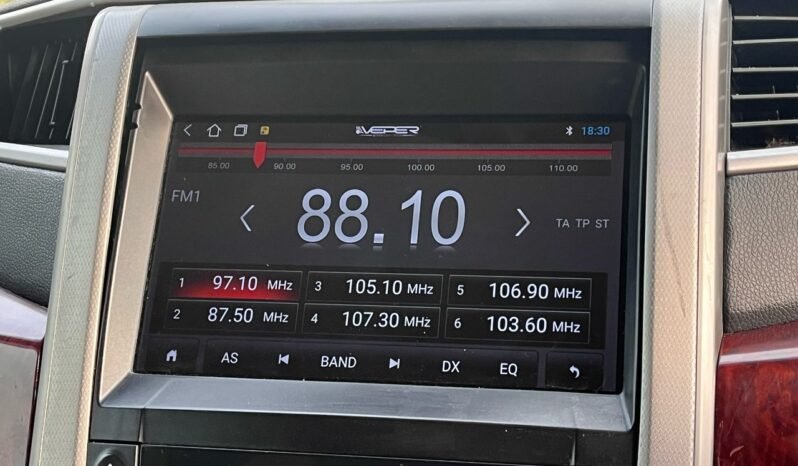 VEPER 18:30
85.00 90.00 95.00 100.00 105.00 110.00
FM1
88.10
TA TP ST
1 97.10 MHz 3 105.10 MHz 5 106.90 MHz
2 87.50 MHz 4 107.30 MHz 6 103.60 MHz
AS BAND DX EQ